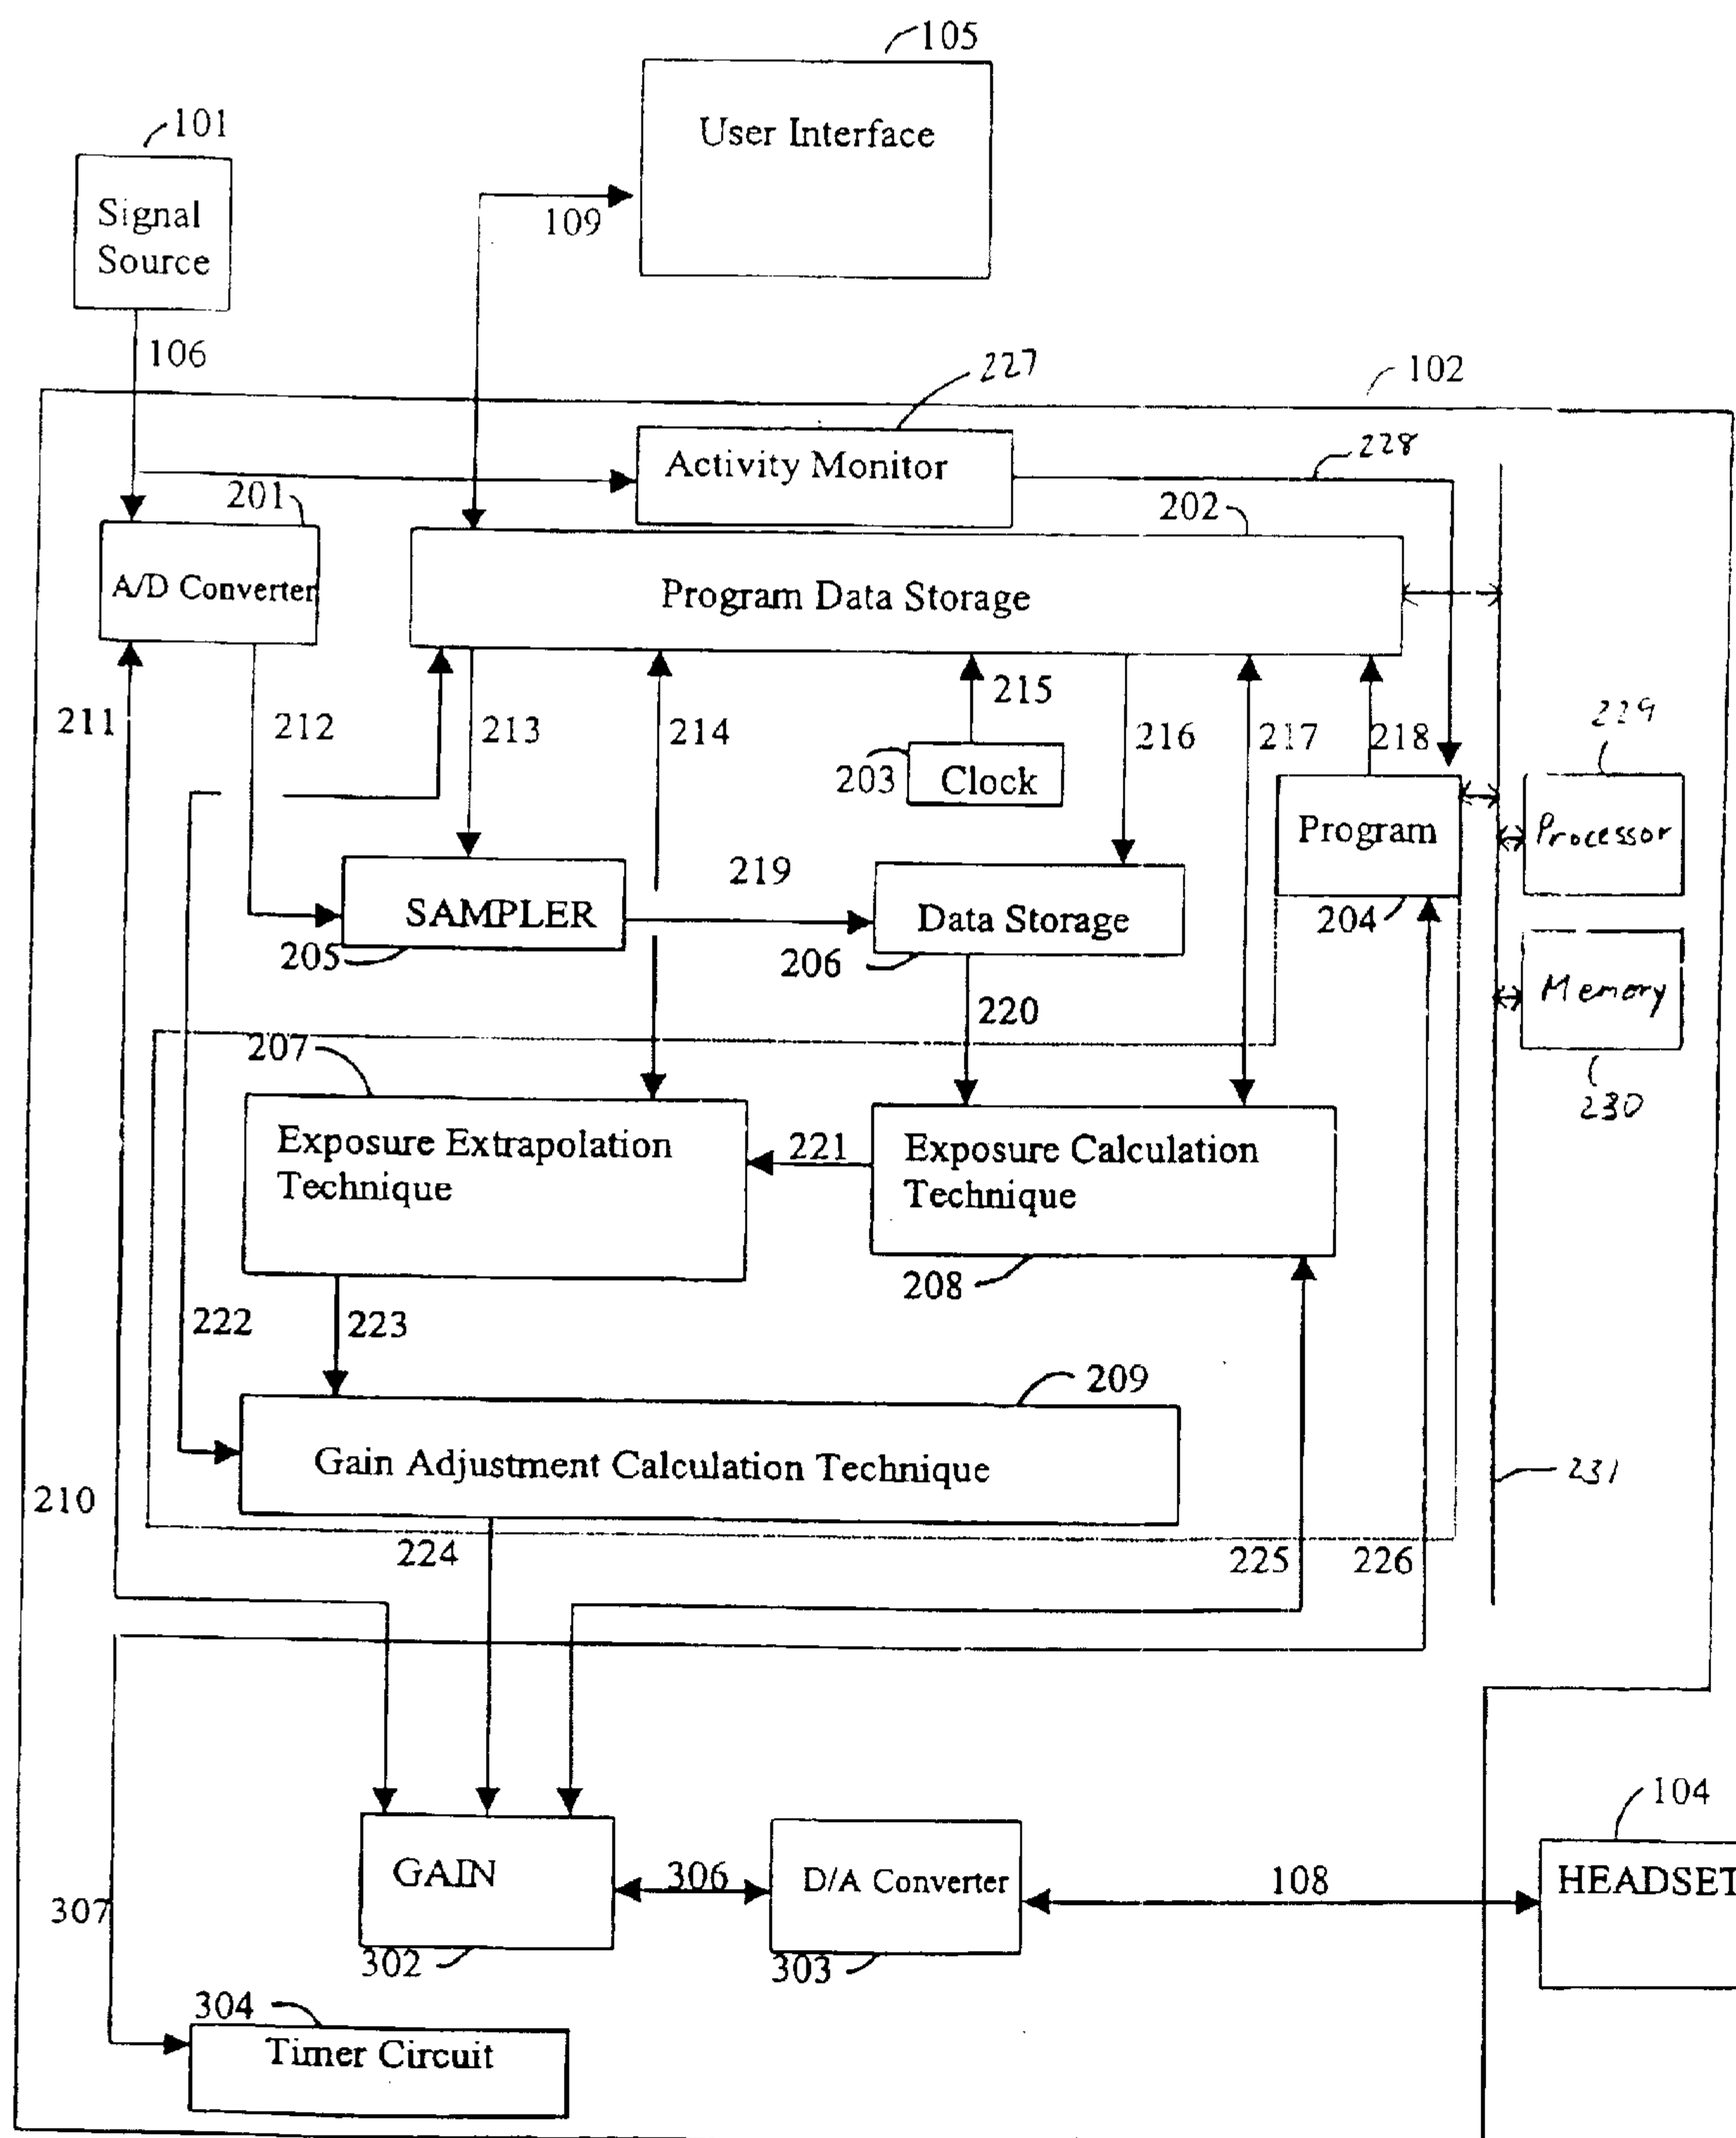 105
User Interface
101
Signal
Source
109
106
227
102
Activity Monitor
228
201
202
A/D Converter
Program Data Storage
211
212
213
214
215
216
217
218
229
203
Clock
Program
Processor
219
SAMPLER
Data Storage
204
205
206
Memory
220
207
230
Exposure Extrapolation
Technique
221
Exposure Calculation
Technique
208
222
223
209
Gain Adjustment Calculation Technique
231
210
224
225
226
104
GAIN
306
D/A Converter
108
HEADSET
307
302
303
304
Timer Circuit